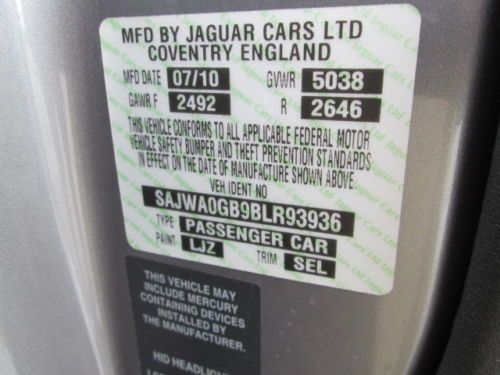 MFD BY JAGUAR CARS LTD
COVENTRY ENGLAND
MFD DATE 07/10 GVWR 5038
GAWR F 2492 R 2646
THIS VEHICLE CONFORMS TO ALL APPLICABLE FEDERAL MOTOR
VEHICLE SAFETY BUMPER AND THEFT PREVENTION STANDARDS
IN EFFECT ON THE DATE OF MANUFACTURE SHOWN ABOVE.
VEH IDENT NO
SAJWA0GB9BLR93936
TYPE PASSENGER CAR
PAINT LJZ TRIM SEL
THIS VEHICLE MAY
INCLUDE MERCURY
CONTAINING DEVICES
INSTALLED BY
THE MANUFACTURER.